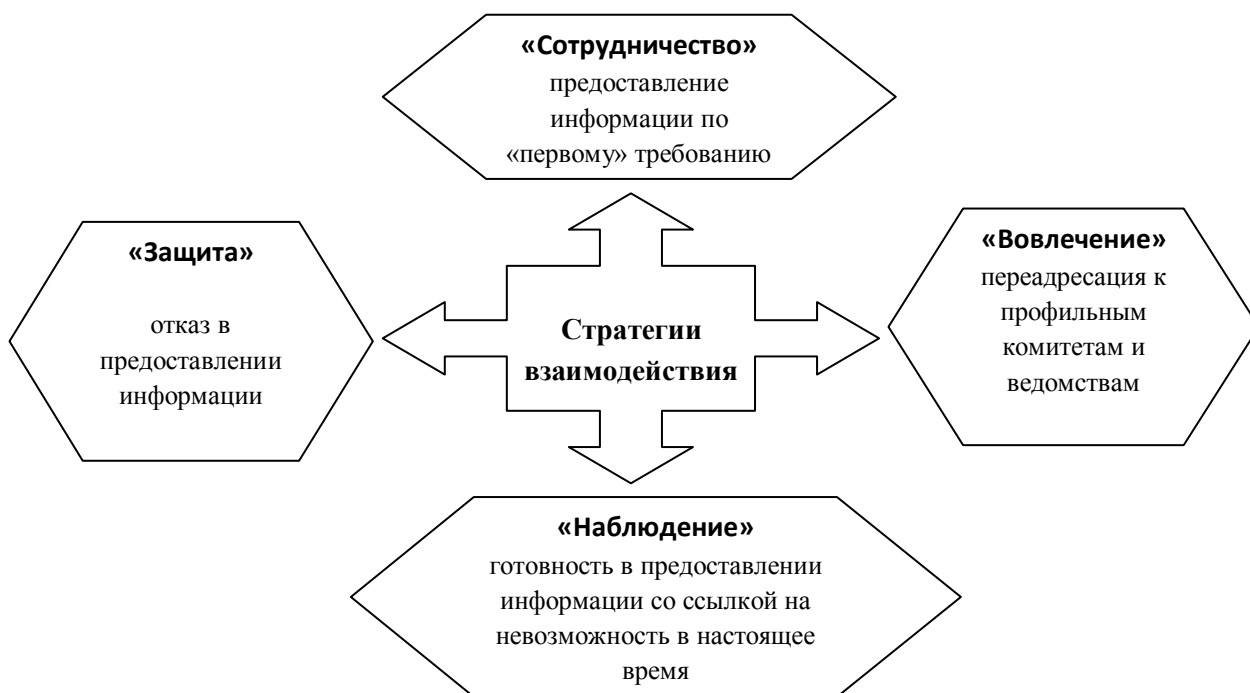 «Сотрудничество»
предоставление
информации по
«первому» требованию
«Защита»
отказ в
предоставлении
информации
Стратегии
взаимодействия
«Вовлечение»
переадресация к
профильным
комитетам и
ведомствам
«Наблюдение»
готовность в предоставлении
информации со ссылкой на
невозможность в настоящее
время